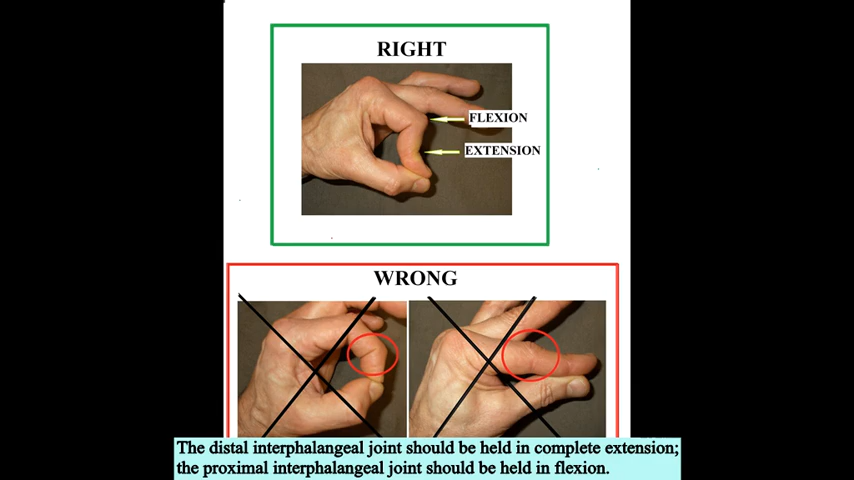 RIGHT
FLEXION
EXTENSION
WRONG
The distal interphalangeal joint should be held in complete extension;
the proximal interphalangeal joint should be held in flexion.